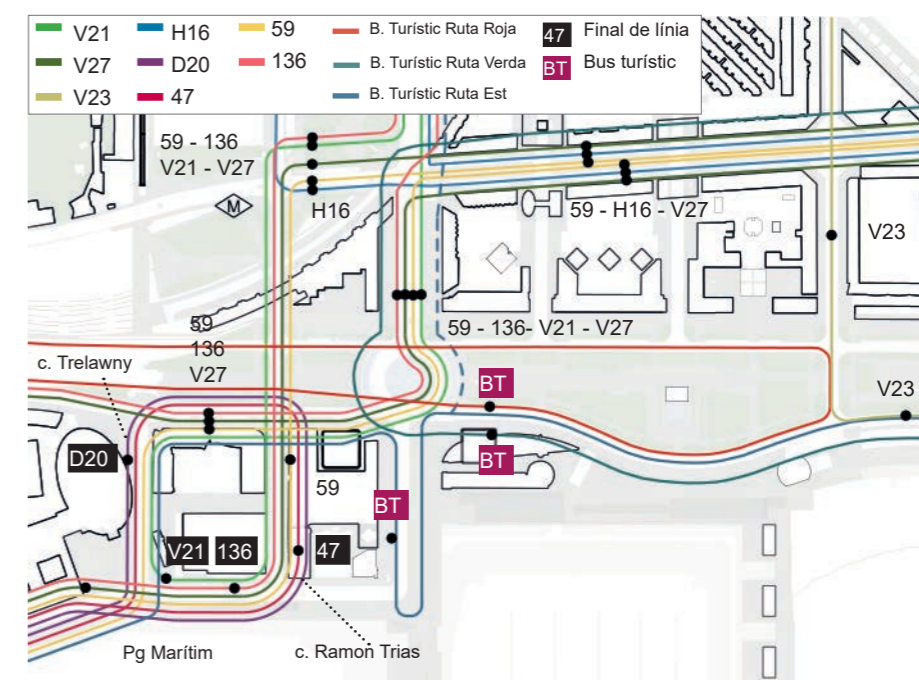 V21 H16 59 B. Turístic Ruta Roja 47 Final de línia
V27 D20 136 B. Turístic Ruta Verda BT Bus turístic
V23 47 B. Turístic Ruta Est
59 - 136
V21 - V27
M
H16
59 - H16 - V27
V23
59 - 136- V21 - V27
59
136
V27
c. Trelawny
BT
V23
D20
BT
59
BT
V21 136 47
Pg Marítim
c. Ramon Trias